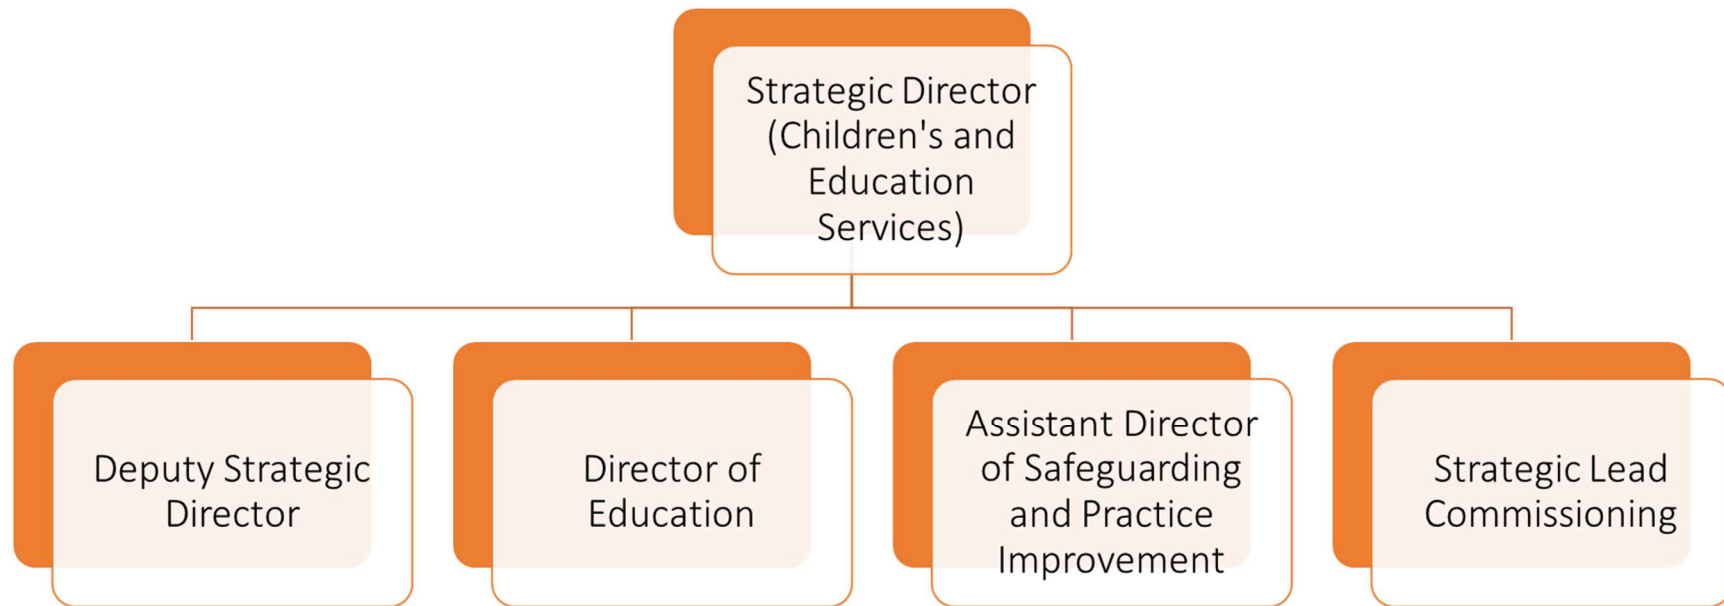 Strategic Director
(Children's and
Education
Services)
Deputy Strategic
Director
Director of
Education
Assistant Director
of Safeguarding
and Practice
Improvement
Strategic Lead
Commissioning